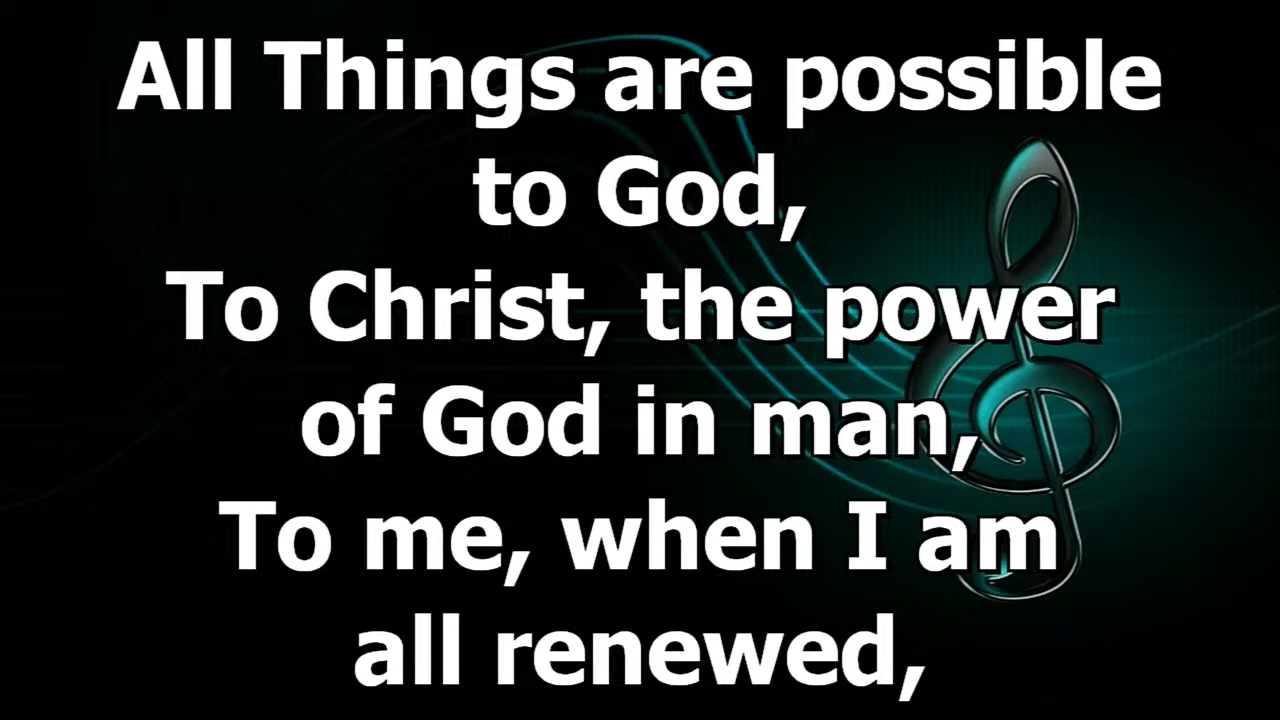 All Things are possible
to God,
To Christ, the power
of God in man,
To me, when I am
all renewed,